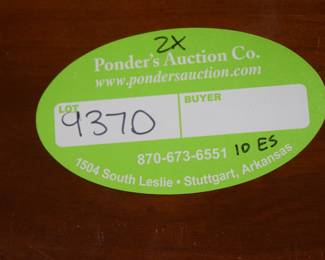 2X
Ponder's Auction Co.
www.pondersauction.com
LOT BUYER
9370
870-673-6551 10 ES
1504 South Leslie • Stuttgart, Arkansas